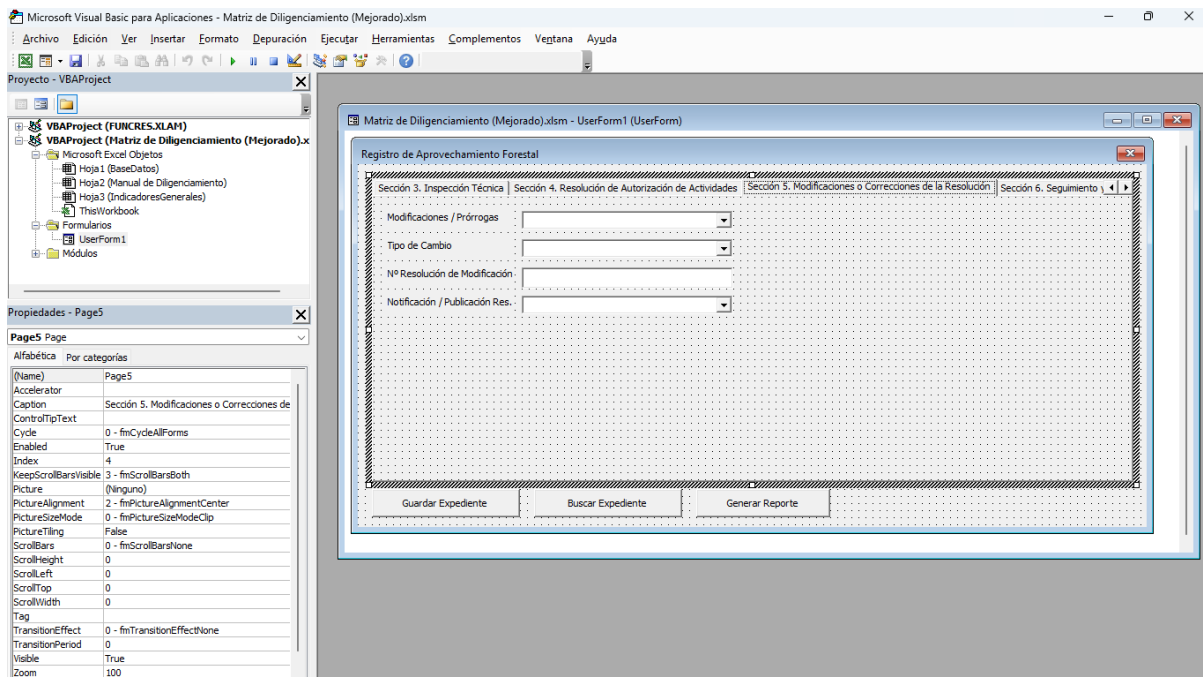 Microsoft Visual Basic para Aplicaciones - Matriz de Diligenciamiento (Mejorado).xlsm
Archivo Edición Ver Insertar Formato Depuración Ejecutar Herramientas Complementos Ventana Ayuda
Proyecto - VBAProject
VBAProject (FUNCRES.XLAM)
VBAProject (Matriz de Diligenciamiento (Mejorado).x
Microsoft Excel Objetos
Hoja1 (BaseDatos)
Hoja2 (Manual de Diligenciamiento)
Hoja3 (IndicadoresGenerales)
ThisWorkbook
Formularios
UserForm1
Módulos
Propiedades - Page5
Page5 Page
Alfabética Por categorías
(Name) Page5
Accelerator
Caption Sección 5. Modificaciones o Correcciones de
ControlTipText
Cycle 0 - fmCycleAllForms
Enabled True
Index 4
KeepScrollBarsVisible 3 - fmScrollBarsBoth
Picture (Ninguno)
PictureAlignment 2 - fmPictureAlignmentCenter
PictureSizeMode 0 - fmPictureSizeModeClip
PictureTiling False
ScrollBars 0 - fmScrollBarsNone
ScrollHeight 0
ScrollLeft 0
ScrollTop 0
ScrollWidth 0
Tag
TransitionEffect 0 - fmTransitionEffectNone
TransitionPeriod 0
Visible True
Zoom 100
Matriz de Diligenciamiento (Mejorado).xlsm - UserForm1 (UserForm)
Registro de Aprovechamiento Forestal
Sección 3. Inspección Técnica Sección 4. Resolución de Autorización de Actividades Sección 5. Modificaciones o Correcciones de la Resolución Sección 6. Seguimiento y
Modificaciones / Prórrogas
Tipo de Cambio
Nº Resolución de Modificación
Notificación / Publicación Res.
Guardar Expediente Buscar Expediente Generar Reporte